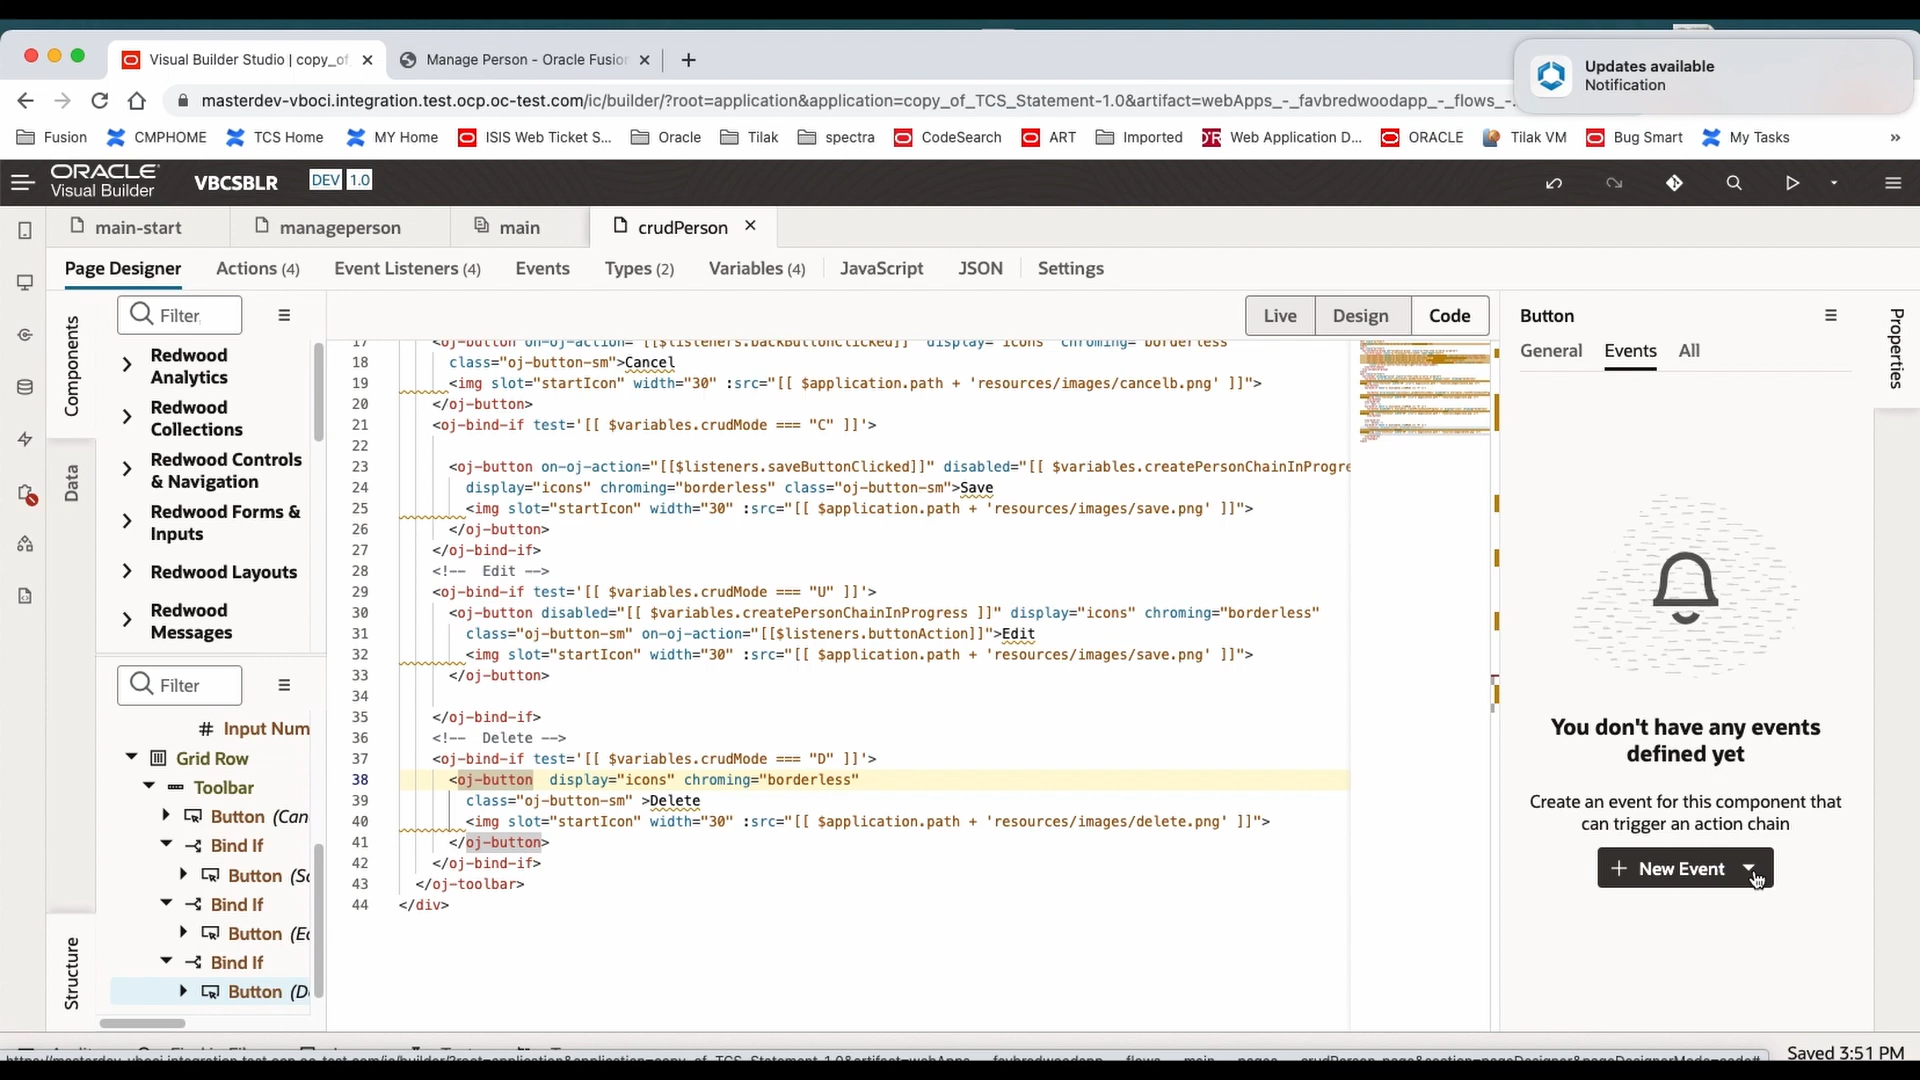 Visual Builder Studio | copy_of
Manage Person - Oracle Fusion
Updates available
Notification
masterdev-vboci.integration.test.ocp.oc-test.com/ic/builder/?root=application&application=copy_of_TCS_Statement-1.0&artifact=webApps_-_favbredwoodapp_-_flows_-
Fusion
CMPHOME
TCS Home
MY Home
ISIS Web Ticket S...
Oracle
Tilak
spectra
CodeSearch
ART
Imported
Web Application D...
ORACLE
Tilak VM
Bug Smart
My Tasks
»
ORACLE
Visual Builder
VBCSBLR
DEV 1.0
main-start
manageperson
main
crudPerson
Page Designer
Actions (4)
Event Listeners (4)
Events
Types (2)
Variables (4)
JavaScript
JSON
Settings
Components
Data
Structure
Filter
Redwood
Analytics
Redwood
Collections
Redwood Controls
& Navigation
Redwood Forms &
Inputs
Redwood Layouts
Redwood
Messages
Filter
# Input Num
Grid Row
Toolbar
Button (Can
Bind If
Button (Sa
Bind If
Button (Ed
Bind If
Button (D
Live
Design
Code
17 <oj-button on-oj-action="[[$listeners.backButtonClicked]]" display="icons" chroming="borderless"
18 class="oj-button-sm">Cancel
19 <img slot="startIcon" width="30" :src="[[ $application.path + 'resources/images/cancelb.png' ]]">
20 </oj-button>
21 <oj-bind-if test='[[ $variables.crudMode === "C" ]]'>
22
23 <oj-button on-oj-action="[[$listeners.saveButtonClicked]]" disabled="[[ $variables.createPersonChainInProgre
24 display="icons" chroming="borderless" class="oj-button-sm">Save
25 <img slot="startIcon" width="30" :src="[[ $application.path + 'resources/images/save.png' ]]">
26 </oj-button>
27 </oj-bind-if>
28 <!-- Edit -->
29 <oj-bind-if test='[[ $variables.crudMode === "U" ]]'>
30 <oj-button disabled="[[ $variables.createPersonChainInProgress ]]" display="icons" chroming="borderless"
31 class="oj-button-sm" on-oj-action="[[$listeners.buttonAction]]">Edit
32 <img slot="startIcon" width="30" :src="[[ $application.path + 'resources/images/save.png' ]]">
33 </oj-button>
34
35 </oj-bind-if>
36 <!-- Delete -->
37 <oj-bind-if test='[[ $variables.crudMode === "D" ]]'>
38 <oj-button display="icons" chroming="borderless"
39 class="oj-button-sm" >Delete
40 <img slot="startIcon" width="30" :src="[[ $application.path + 'resources/images/delete.png' ]]">
41 </oj-button>
42 </oj-bind-if>
43 </oj-toolbar>
44 </div>
Button
General
Events
All
Properties
You don't have any events
defined yet
Create an event for this component that
can trigger an action chain
+ New Event
Saved 3:51 PM